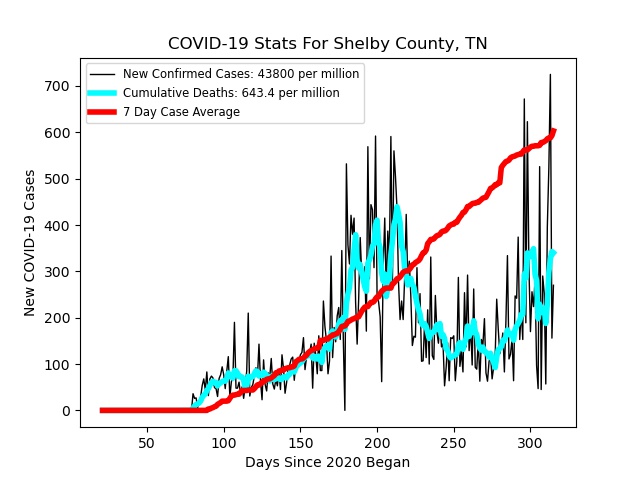 COVID-19 Stats For Shelby County, TN
New Confirmed Cases: 43800 per million
Cumulative Deaths: 643.4 per million
7 Day Case Average
New COVID-19 Cases
700
600
500
400
300
200
100
0
50 100 150 200 250 300
Days Since 2020 Began